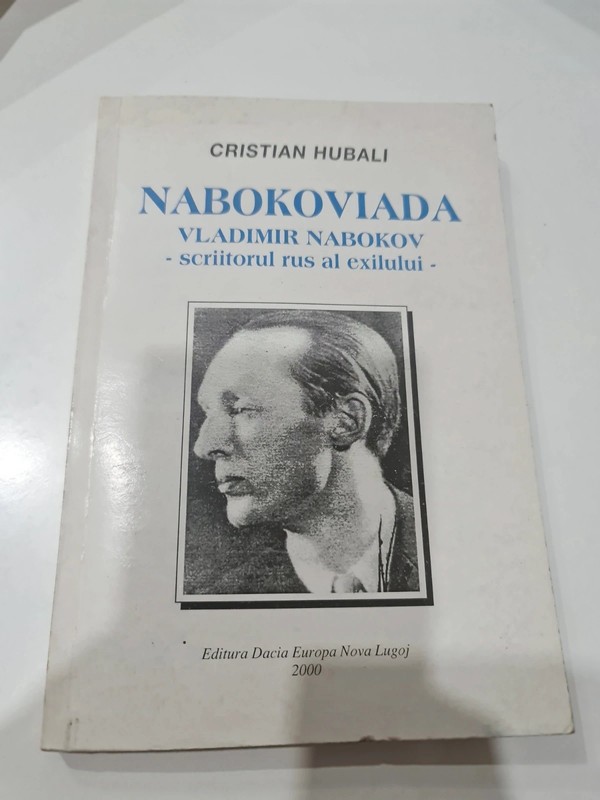 CRISTIAN HUBALI
NABOKOVIADA
VLADIMIR NABOKOV
- scriitorul rus al exilului -
Editura Dacia Europa Nova Lugoj
2000